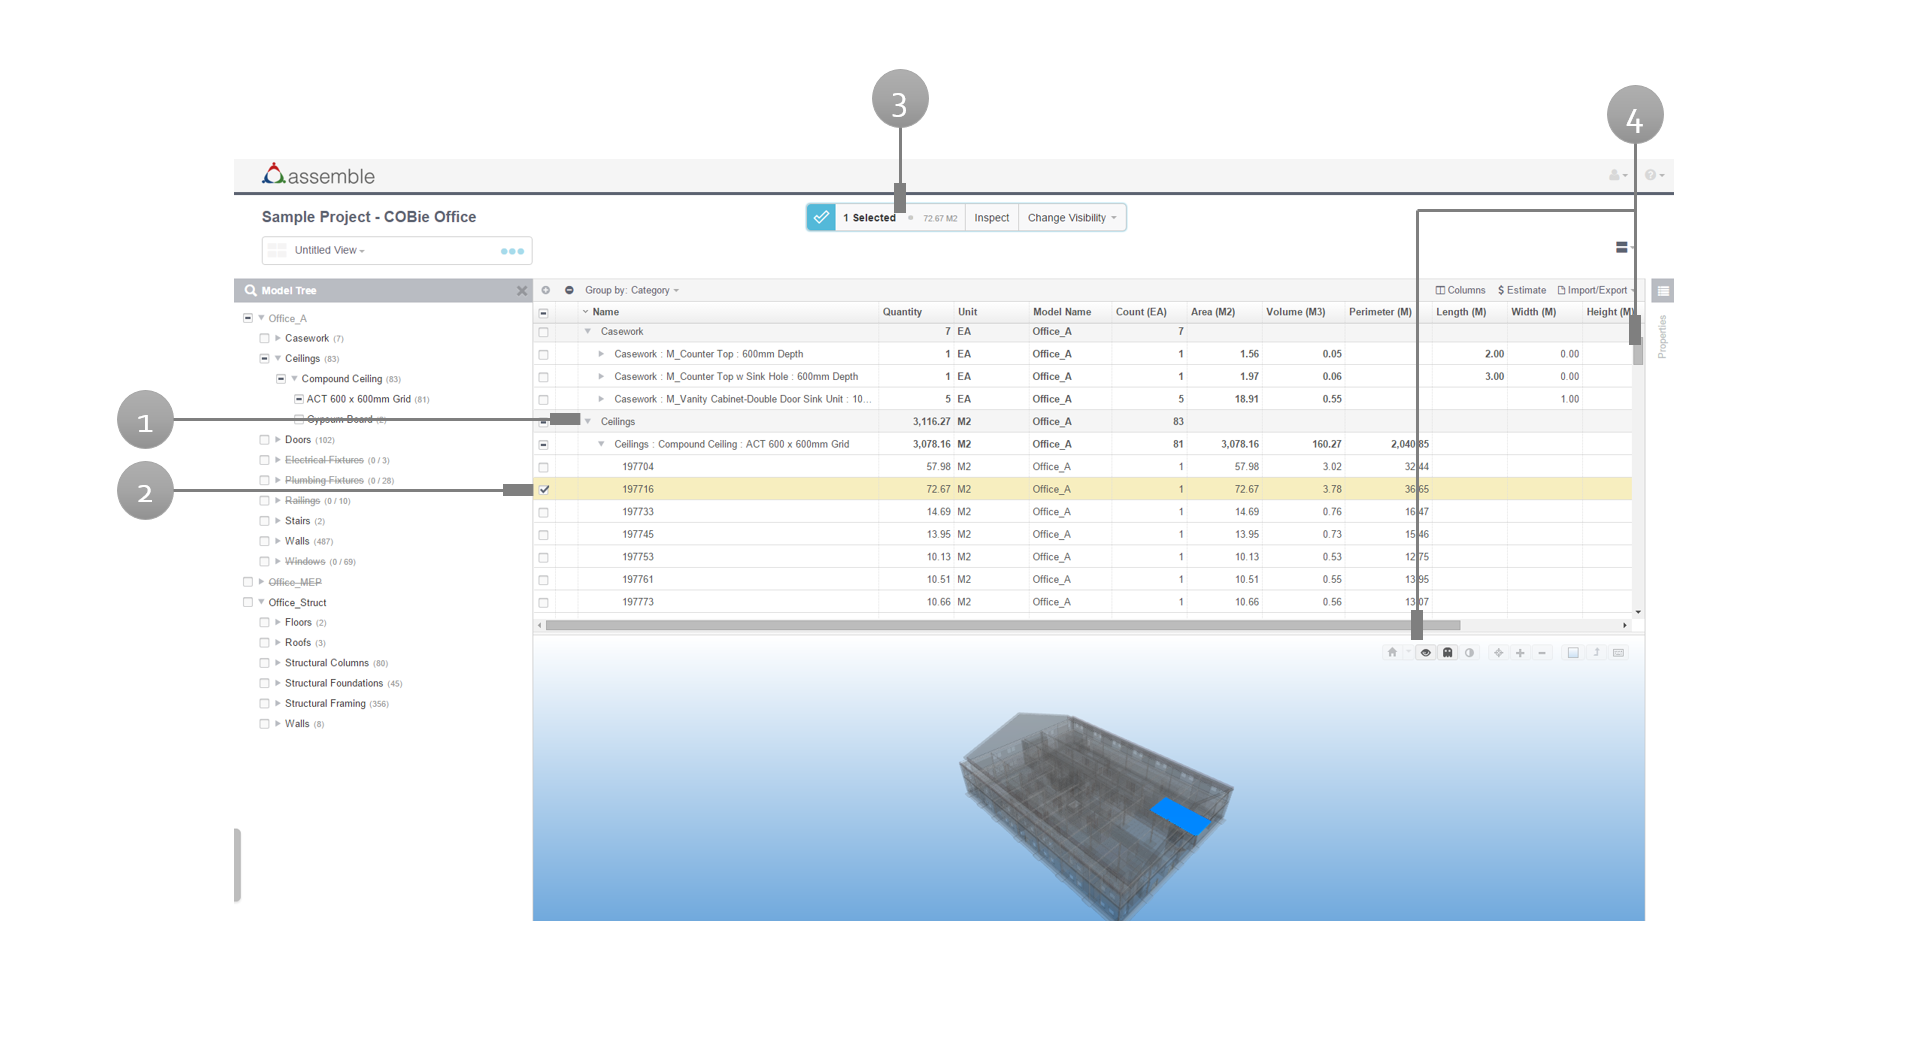 3
4
assemble
Sample Project - COBie Office
1 Selected 72.67 M2 Inspect Change Visibility
Untitled View
Model Tree
Office_A
Casework (7)
Ceilings (83)
Compound Ceiling (83)
ACT 600 x 600mm Grid (81)
Gypsum Board (2)
Doors (102)
Electrical Fixtures (0 / 3)
Plumbing Fixtures (0 / 28)
Railings (0 / 10)
Stairs (2)
Walls (487)
Windows (0 / 69)
Office_MEP
Office_Struct
Floors (2)
Roofs (3)
Structural Columns (80)
Structural Foundations (45)
Structural Framing (356)
Walls (8)
1
2
Group by: Category Columns $ Estimate Import/Export
Name Quantity Unit Model Name Count (EA) Area (M2) Volume (M3) Perimeter (M) Length (M) Width (M) Height (M)
Casework 7 EA Office_A 7
Casework : M_Counter Top : 600mm Depth 1 EA Office_A 1 1.56 0.05 2.00 0.00
Casework : M_Counter Top w Sink Hole : 600mm Depth 1 EA Office_A 1 1.97 0.06 3.00 0.00
Casework : M_Vanity Cabinet-Double Door Sink Unit : 10... 5 EA Office_A 5 18.91 0.55 1.00
Ceilings 3,116.27 M2 Office_A 83
Ceilings : Compound Ceiling : ACT 600 x 600mm Grid 3,078.16 M2 Office_A 81 3,078.16 160.27 2,040.85
197704 57.98 M2 Office_A 1 57.98 3.02 32.44
197716 72.67 M2 Office_A 1 72.67 3.78 36.65
197733 14.69 M2 Office_A 1 14.69 0.76 16.47
197745 13.95 M2 Office_A 1 13.95 0.73 15.46
197753 10.13 M2 Office_A 1 10.13 0.53 12.75
197761 10.51 M2 Office_A 1 10.51 0.55 13.95
197773 10.66 M2 Office_A 1 10.66 0.56 13.07
Properties